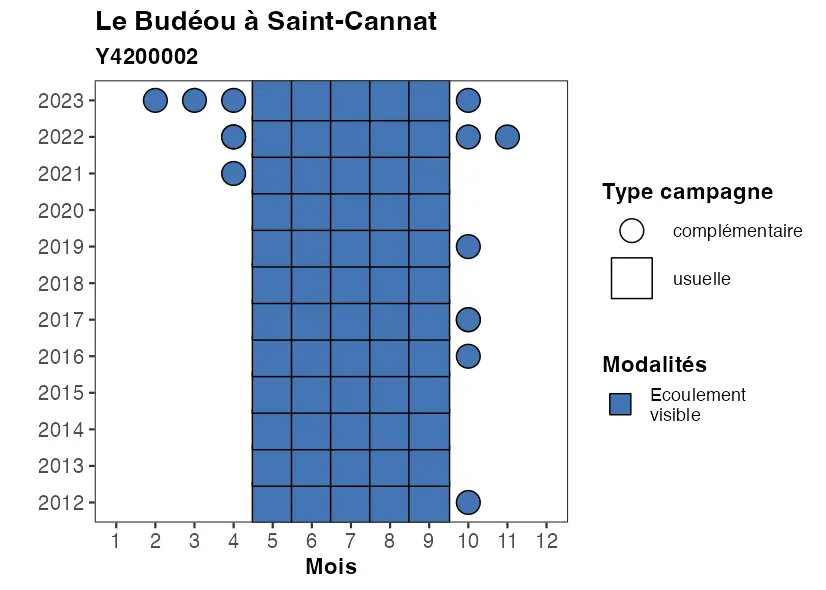 Le Budéou à Saint-Cannat
Y4200002
2023
2022
2021
2020
2019
2018
2017
2016
2015
2014
2013
2012
1 2 3 4 5 6 7 8 9 10 11 12
Mois
Type campagne
complémentaire
usuelle
Modalités
Ecoulement
visible